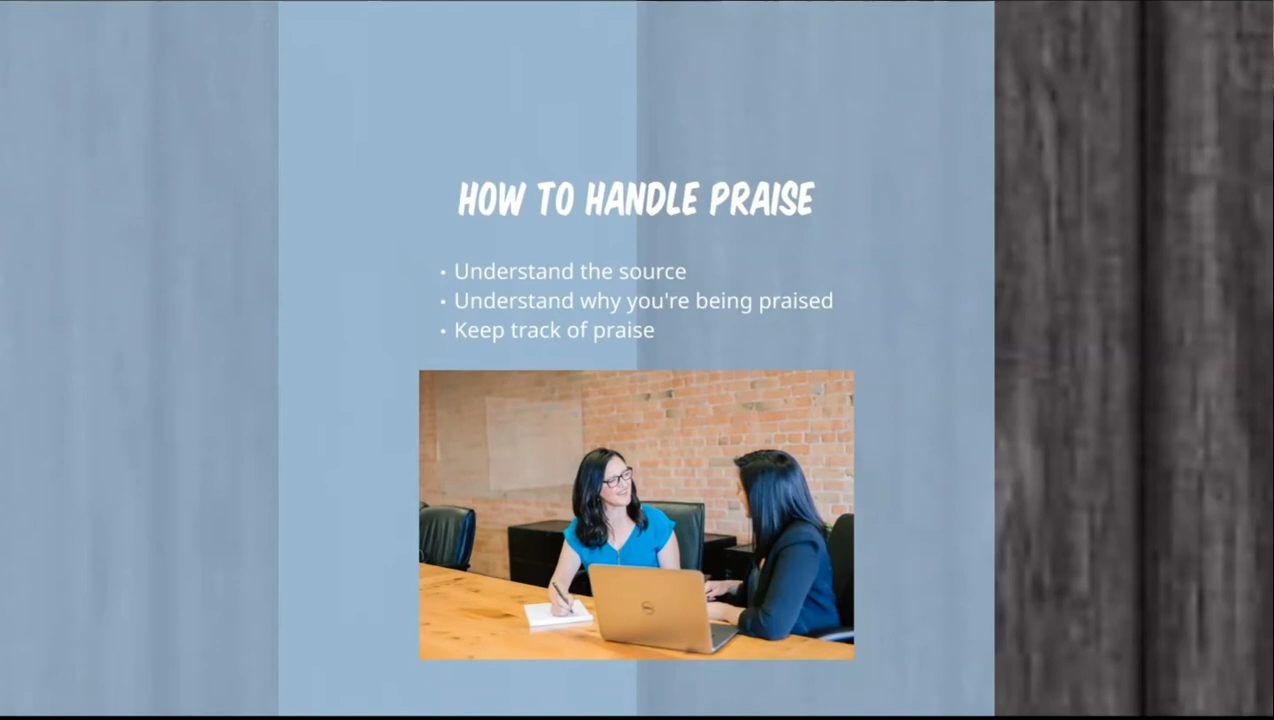 HOW TO HANDLE PRAISE
• Understand the source
• Understand why you're being praised
• Keep track of praise